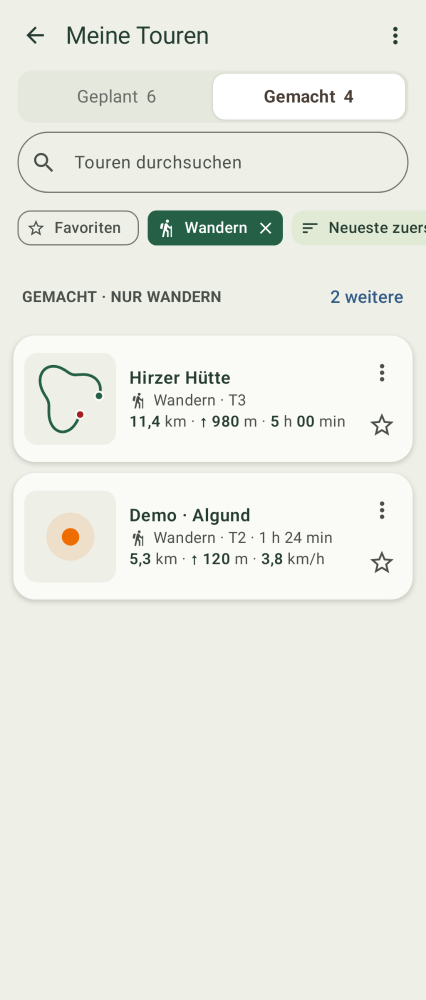 Meine Touren
Geplant 6
Gemacht 4
Touren durchsuchen
Favoriten
Wandern
Neueste zuers
GEMACHT · NUR WANDERN
2 weitere
Hirzer Hütte
Wandern · T3
11,4 km · ↑ 980 m · 5 h 00 min
Demo · Algund
Wandern · T2 · 1 h 24 min
5,3 km · ↑ 120 m · 3,8 km/h